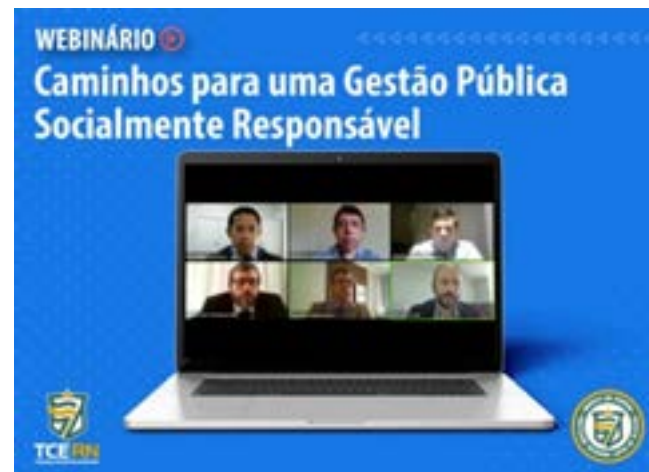 WEBINÁRIO
Caminhos para uma Gestão Pública
Socialmente Responsável
TCE RN